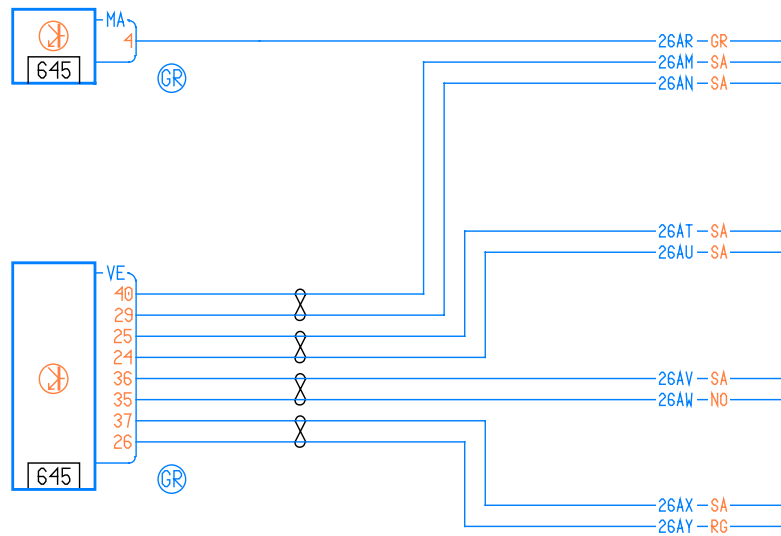 MA
4 26AR GR
645 26AM SA
GR 26AN SA
26AT SA
26AU SA
VE
40
29
25
24
36 26AV SA
35 26AW NO
37
26
645 GR
26AX SA
26AY RG